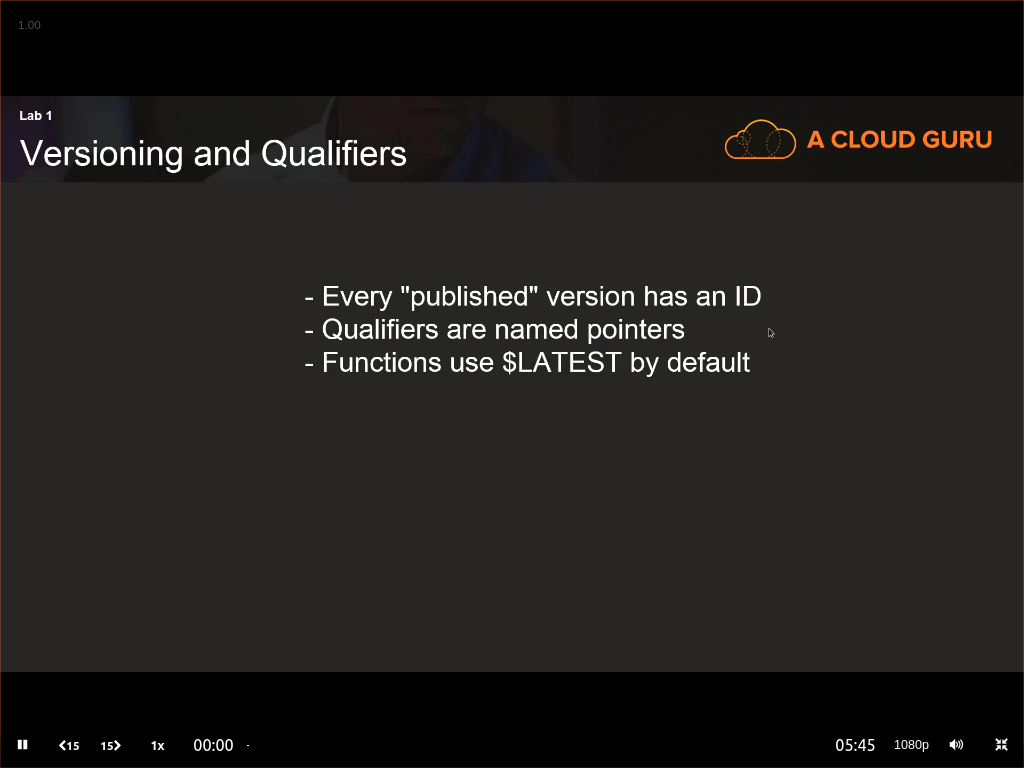 1.00
Lab 1
Versioning and Qualifiers
A CLOUD GURU
- Every "published" version has an ID
- Qualifiers are named pointers
- Functions use $LATEST by default
15 15 1x 00:00 05:45 1080p